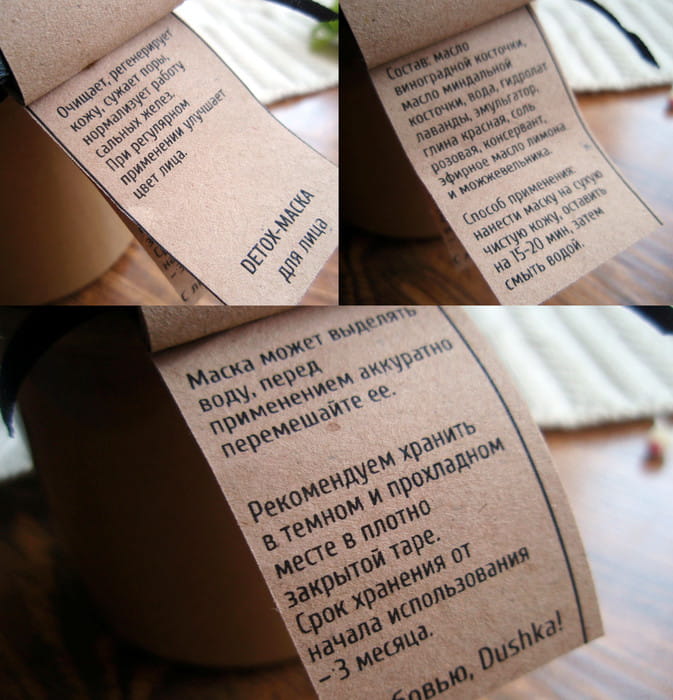 Очищает, регенерирует
кожу, сужает поры,
нормализует работу
сальных желез.
При регулярном
применении улучшает
цвет лица.
DETOX-МАСКА
для лица
Состав: масло
виноградной косточки,
масло миндальной
косточки, вода, гидролат
лаванды, эмульгатор,
глина красная, соль
розовая, консервант,
эфирное масло лимона
и можжевельника.
Способ применения:
нанести маску на сухую
чистую кожу, оставить
на 15-20 мин, затем
смыть водой.
Маска может выделять
воду, перед
применением аккуратно
перемешайте ее.
Рекомендуем хранить
в темном и прохладном
месте в плотно
закрытой таре.
Срок хранения от
начала использования
– 3 месяца.
Dushka!